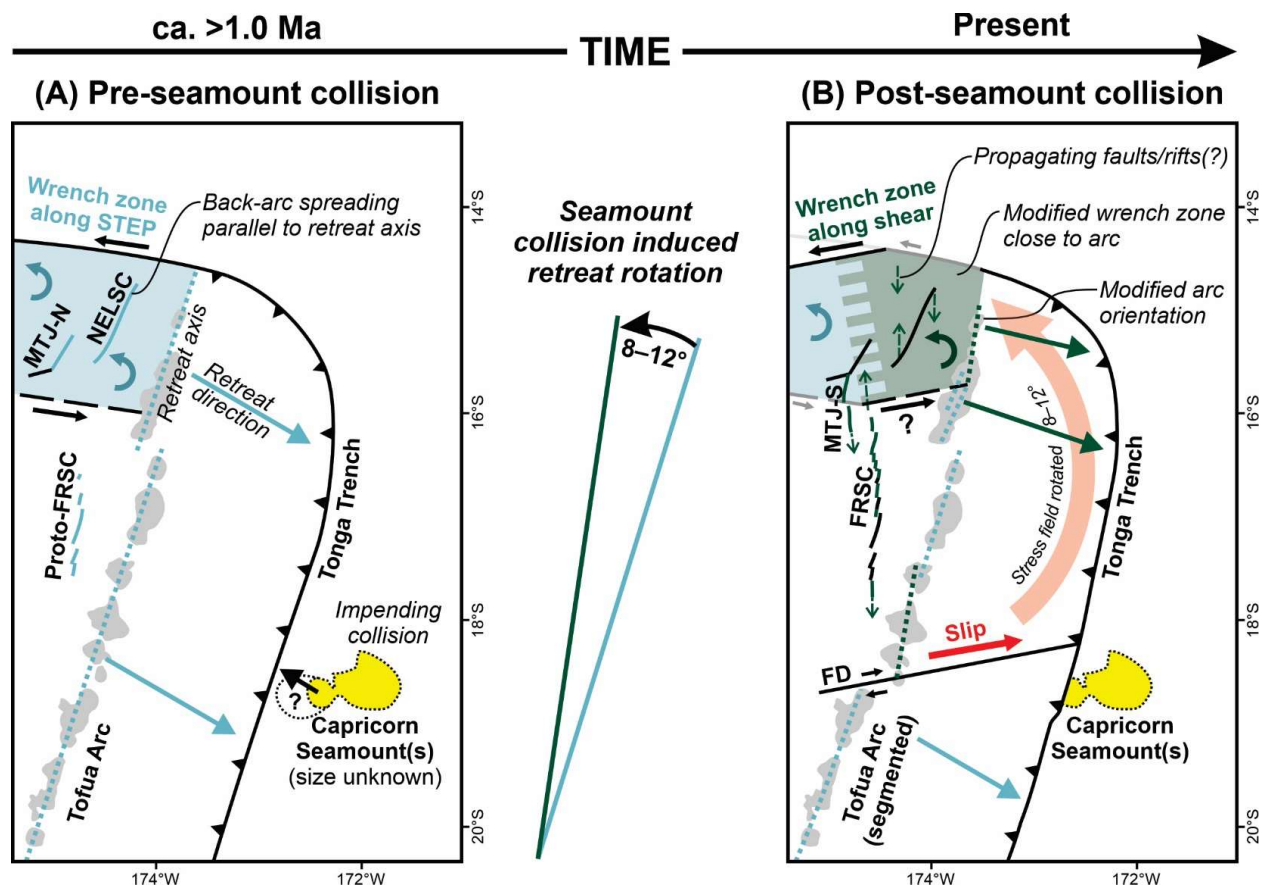 ca. >1.0 Ma
TIME
Present
(A) Pre-seamount collision
Wrench zone
along STEP
Back-arc spreading
parallel to retreat axis
MTJ-N
NELSC
Retreat axis
Retreat
direction
Proto-FRSC
Tonga Trench
Impending
collision
?
Capricorn
Seamount(s)
(size unknown)
Tofua Arc
14°S
16°S
18°S
20°S
174°W
172°W
Seamount
collision induced
retreat rotation
8–12°
(B) Post-seamount collision
Propagating faults/rifts(?)
Wrench zone
along shear
Modified wrench zone
close to arc
Modified arc
orientation
MTJ-S
?
FRSC
8–12°
Stress field rotated
Tonga Trench
Slip
FD
Capricorn
Seamount(s)
Tofua Arc
(segmented)
14°S
16°S
18°S
20°S
174°W
172°W